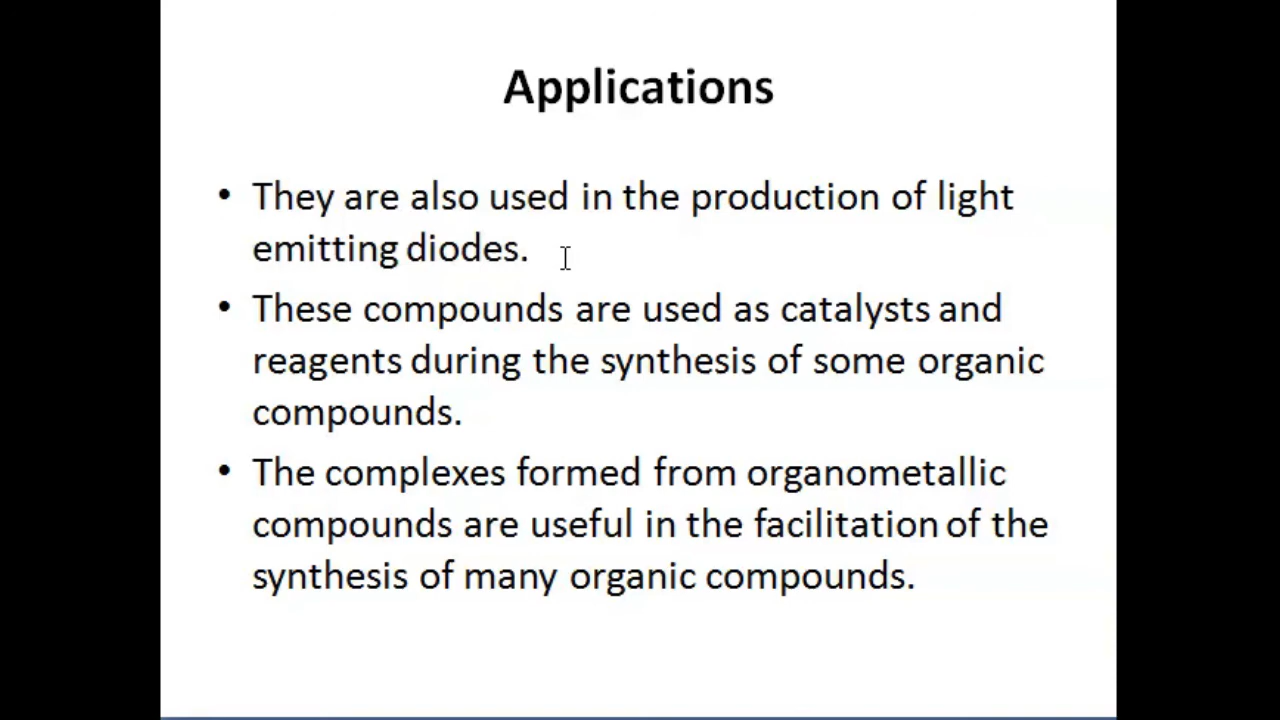 Applications
• They are also used in the production of light
emitting diodes.
• These compounds are used as catalysts and
reagents during the synthesis of some organic
compounds.
• The complexes formed from organometallic
compounds are useful in the facilitation of the
synthesis of many organic compounds.